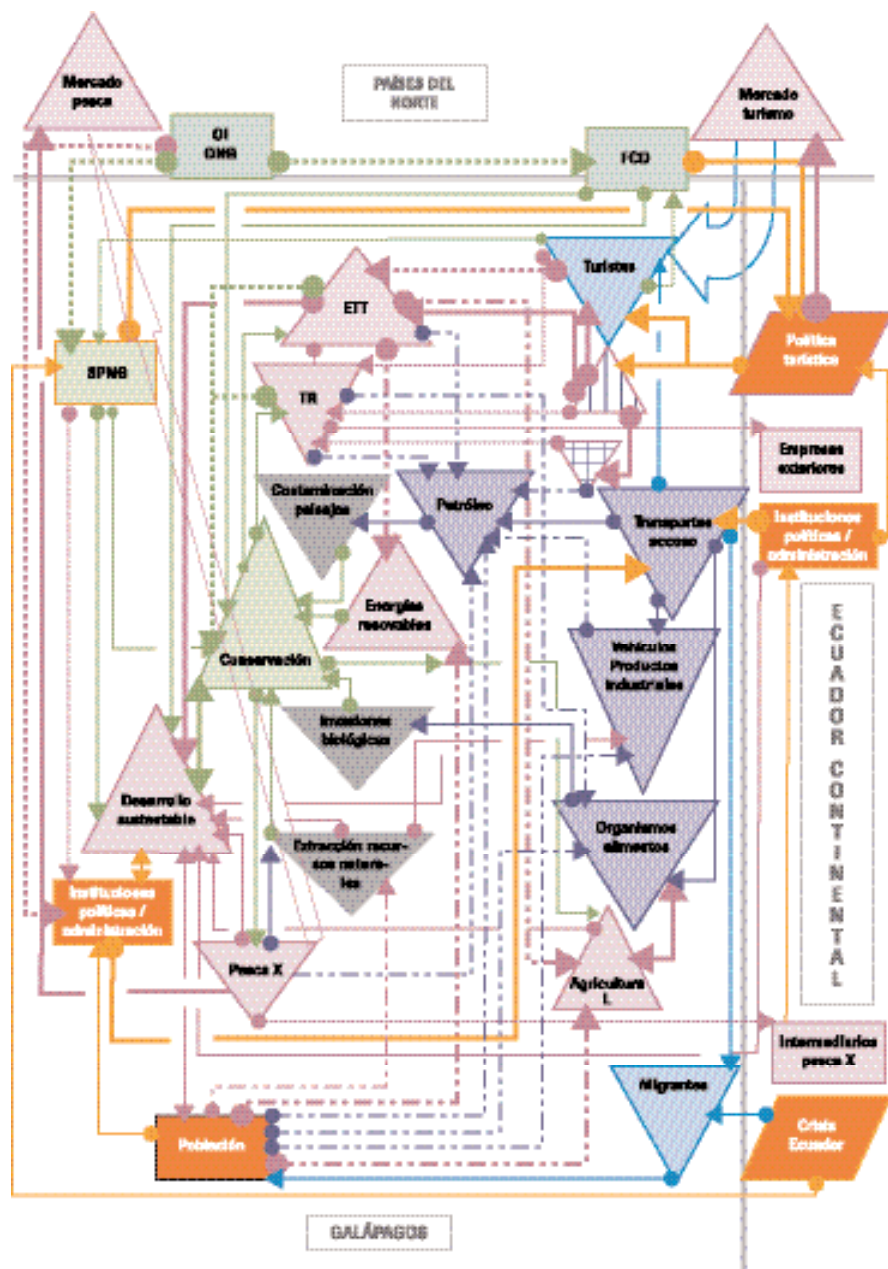 Mercado
pesca
PAÍSES DEL
NORTE
Mercado
turismo
OI
ONG
FCD
Turistas
ETT
Política
turística
SPNG
TR
Empresas
exteriores
Contaminación
paisajes
Petróleo
Transportes
acceso
Instituciones
políticas /
administración
Energías
renovables
Conservación
Vehículos
Productos
industriales
ECUADOR CONTINENTAL
Invasiones
biológicas
Desarrollo
sustentable
Organismos
alimentos
Extracción recur-
sos natura-
les
Instituciones
políticas /
administración
Pesca X
Agricultura
L
Intermediarios
pesca X
Migrantes
Población
Crisis
Ecuador
GALÁPAGOS